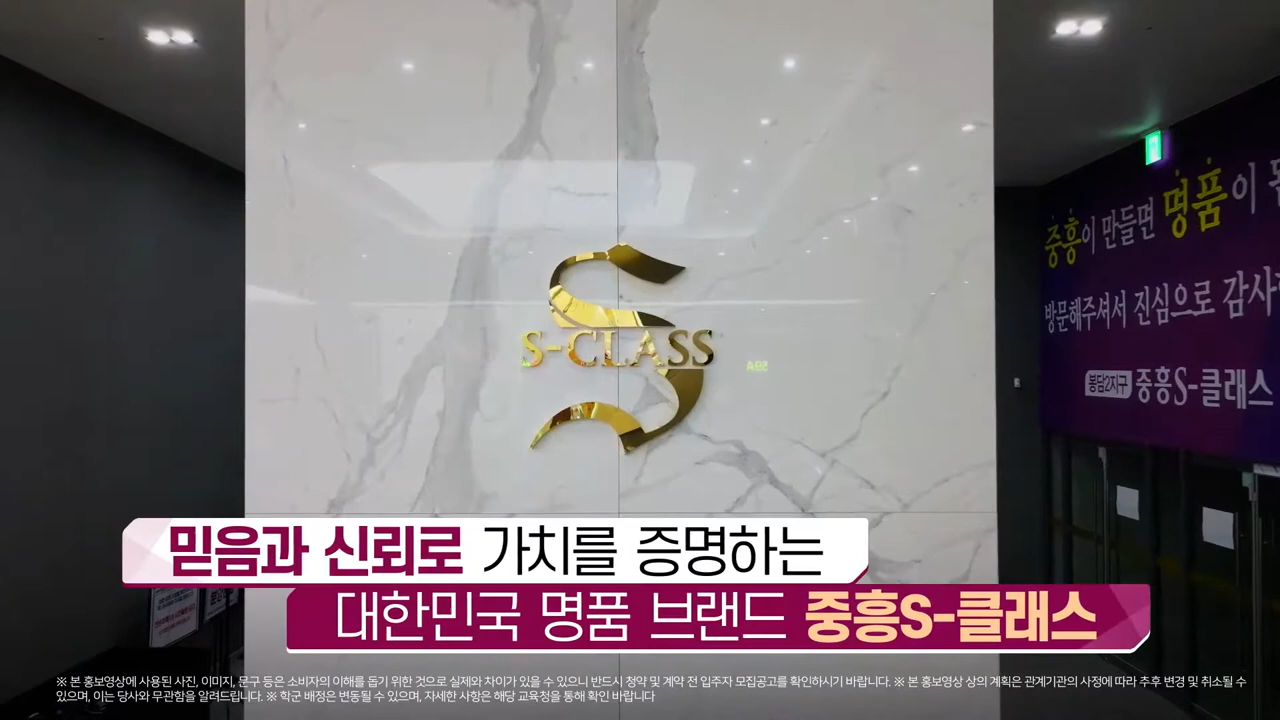 S-CLASS
중흥이 만들면 명품이
방문해주셔서 진심으로 감사
봉담2지구 중흥S-클래스
믿음과 신뢰로 가치를 증명하는
대한민국 명품 브랜드 중흥S-클래스
※ 본 홍보영상에 사용된 사진, 이미지, 문구 등은 소비자의 이해를 돕기 위한 것으로 실제와 차이가 있을 수 있으니 반드시 청약 및 계약 전 입주자 모집공고를 확인하시기 바랍니다. ※ 본 홍보영상 상의 계획은 관계기관의 사정에 따라 추후 변경 및 취소될 수
있으며, 이는 당사와 무관함을 알려드립니다. ※ 학군 배정은 변동될 수 있으며, 자세한 사항은 해당 교육청을 통해 확인 바랍니다